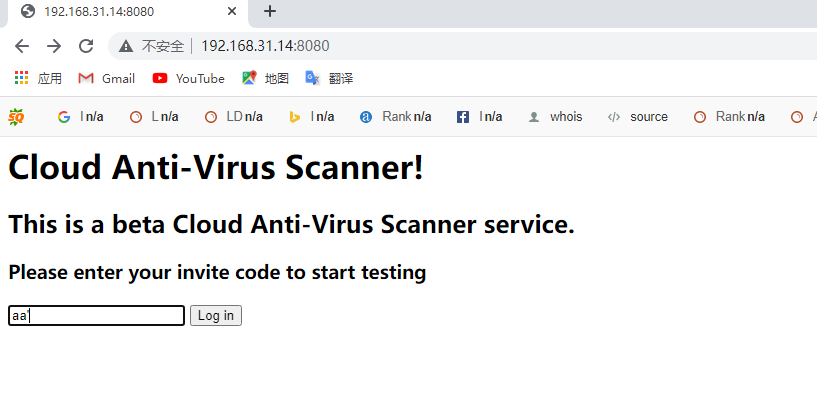 192.168.31.14:8080
不安全 192.168.31.14:8080
应用 Gmail YouTube 地图 翻译
SQ I n/a L n/a LD n/a I n/a Rank n/a I n/a whois source Rank n/a A
Cloud Anti-Virus Scanner!
This is a beta Cloud Anti-Virus Scanner service.
Please enter your invite code to start testing
aa' Log in